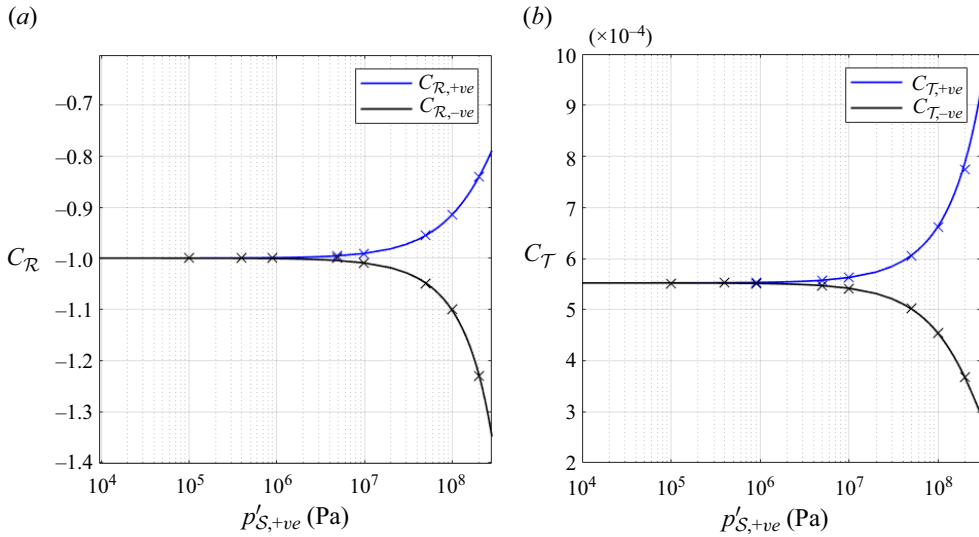 (a)
C_R,+ve
C_R,−ve
−0.7
−0.8
−0.9
−1.0
−1.1
−1.2
−1.3
−1.4
C_R
10⁴ 10⁵ 10⁶ 10⁷ 10⁸
p′_S,+ve (Pa)
(b)
(×10⁻⁴)
C_T,+ve
C_T,−ve
10
9
8
7
6
5
4
3
2
C_T
10⁴ 10⁵ 10⁶ 10⁷ 10⁸
p′_S,+ve (Pa)